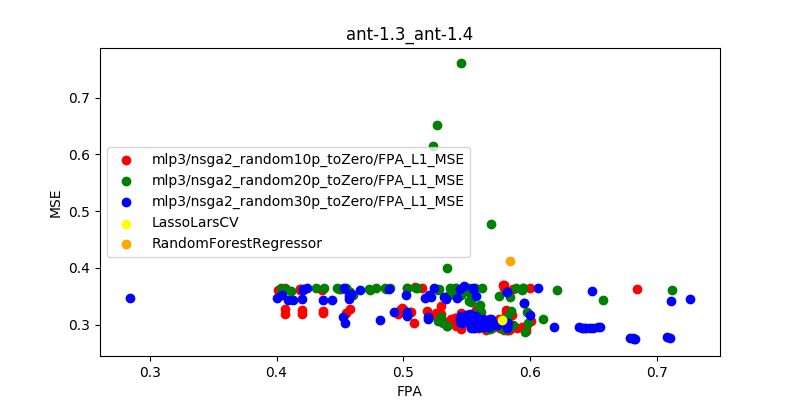 ant-1.3_ant-1.4
MSE
0.7
0.6
0.5
0.4
0.3
mlp3/nsga2_random10p_toZero/FPA_L1_MSE
mlp3/nsga2_random20p_toZero/FPA_L1_MSE
mlp3/nsga2_random30p_toZero/FPA_L1_MSE
LassoLarsCV
RandomForestRegressor
0.3 0.4 0.5 0.6 0.7
FPA